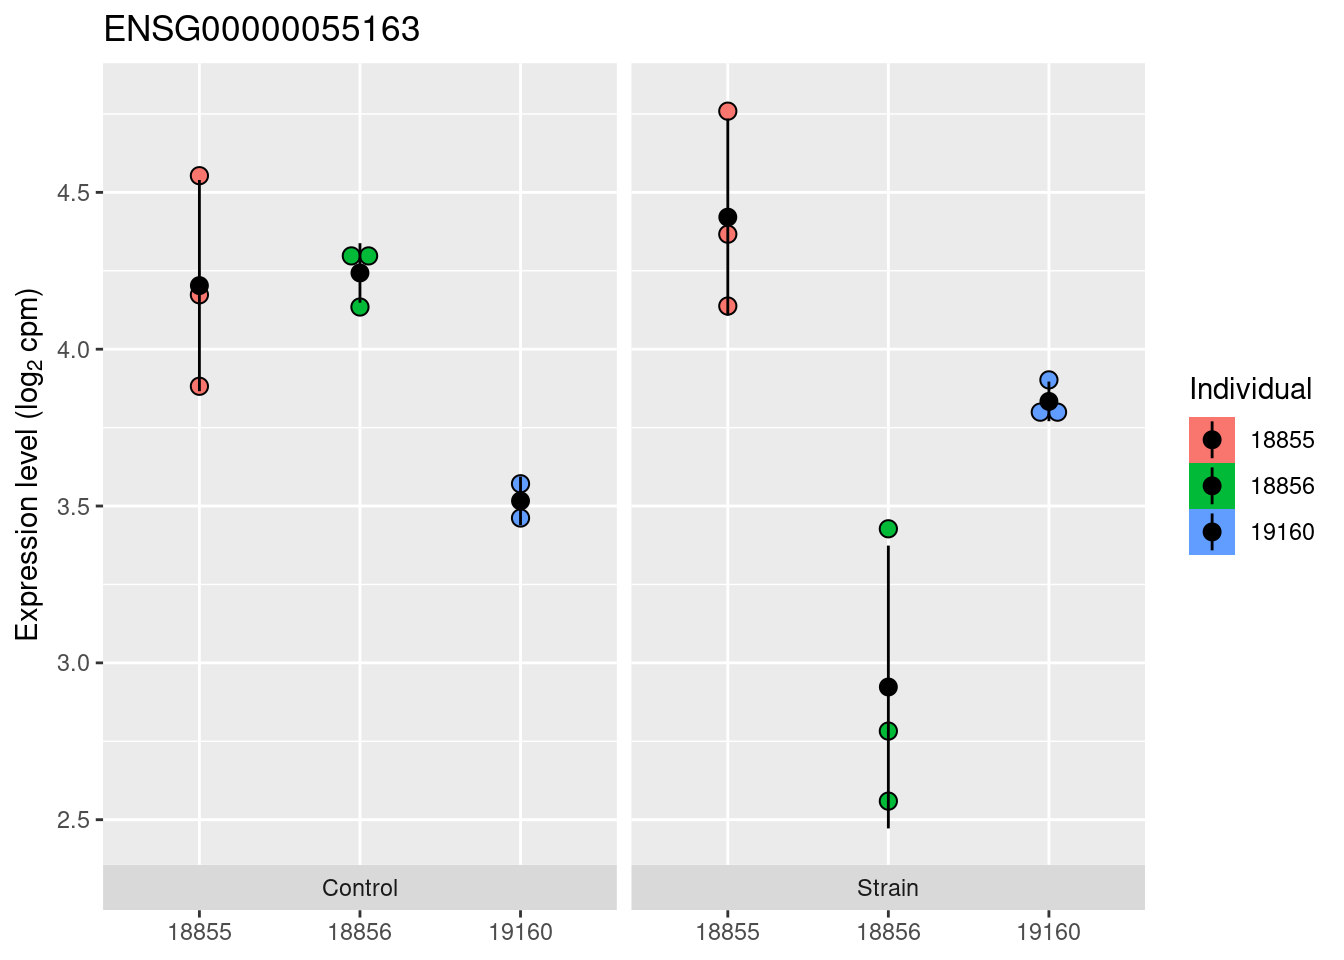 ENSG00000055163
Expression level (log₂ cpm)
4.5
4.0
3.5
3.0
2.5
Control
Strain
18855
18856
19160
18855
18856
19160
Individual
18855
18856
19160